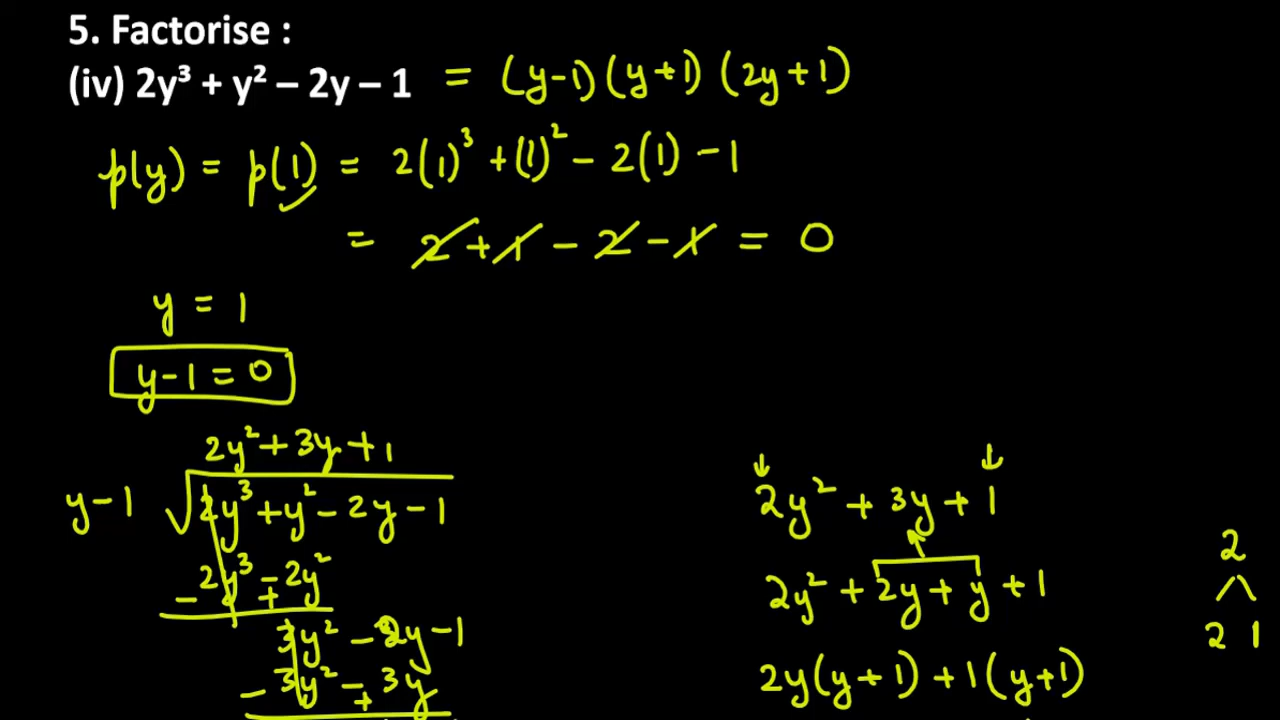 5. Factorise :
(iv) 2y³ + y² – 2y – 1 = (y-1) (y+1) (2y+1)
p(y) = p(1) = 2(1)³ + (1)² - 2(1) - 1
= 2 + 1 - 2 - 1 = 0
y = 1
y-1 = 0
2y² + 3y + 1
y-1 √ 2y³ + y² - 2y - 1
- 2y³ - 2y²
+
3y² - 2y - 1
- 3y² - 3y
+
↓ ↓
2y² + 3y + 1
2y² + 2y + y + 1
2y(y+1) + 1(y+1)
2
2 1